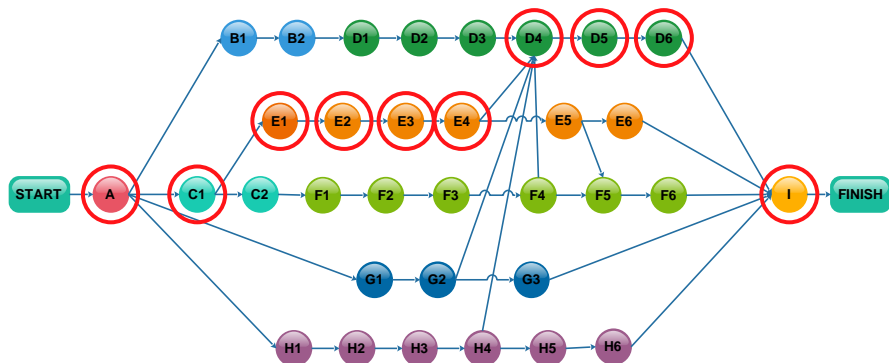 B1 B2 D1 D2 D3 D4 D5 D6
E1 E2 E3 E4 E5 E6
START A C1 C2 F1 F2 F3 F4 F5 F6 I FINISH
G1 G2 G3
H1 H2 H3 H4 H5 H6